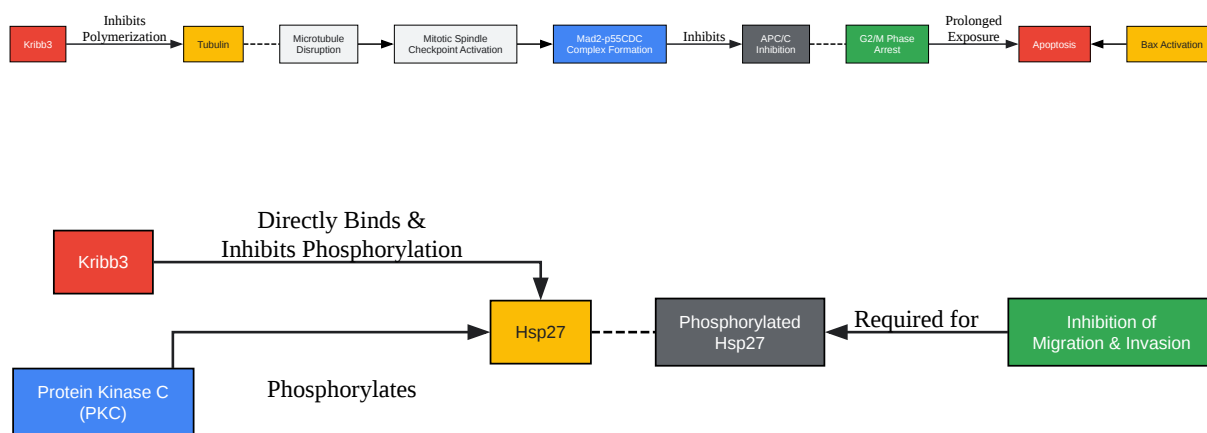 Kribb3
Inhibits
Polymerization
Tubulin
Microtubule
Disruption
Mitotic Spindle
Checkpoint Activation
Mad2-p55CDC
Complex Formation
Inhibits
APC/C
Inhibition
G2/M Phase
Arrest
Prolonged
Exposure
Apoptosis
Bax Activation
Kribb3
Directly Binds &
Inhibits Phosphorylation
Hsp27
Phosphorylated
Hsp27
Required for
Inhibition of
Migration & Invasion
Protein Kinase C
(PKC)
Phosphorylates